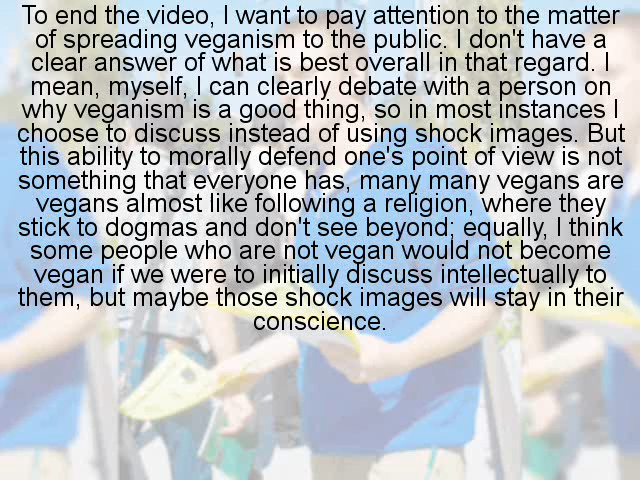 To end the video, I want to pay attention to the matter
of spreading veganism to the public. I don't have a
clear answer of what is best overall in that regard. I
mean, myself, I can clearly debate with a person on
why veganism is a good thing, so in most instances I
choose to discuss instead of using shock images. But
this ability to morally defend one's point of view is not
something that everyone has, many many vegans are
vegans almost like following a religion, where they
stick to dogmas and don't see beyond; equally, I think
some people who are not vegan would not become
vegan if we were to initially discuss intellectually to
them, but maybe those shock images will stay in their
conscience.